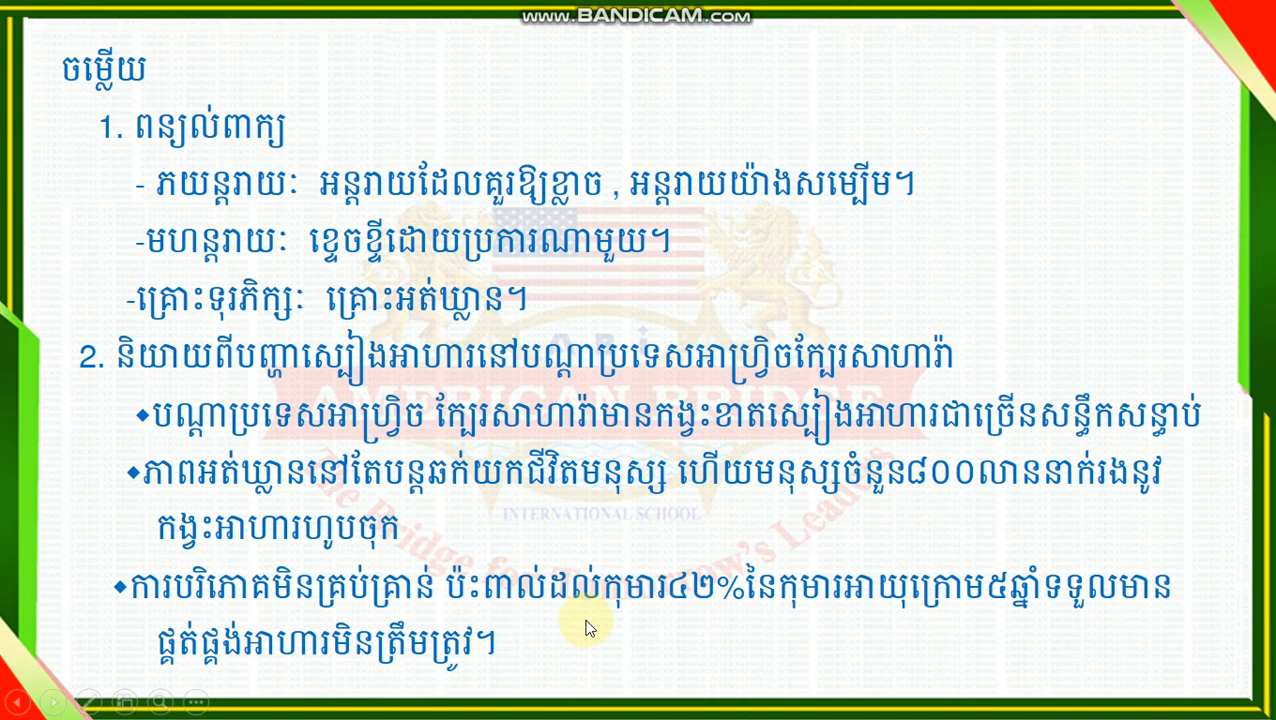 WWW.BANDICAM.COM
ចម្លើយ
1. ពន្យល់ពាក្យ
- ភយន្តរាយៈ អន្តរាយដែលគួរឱ្យខ្លាច , អន្តរាយយ៉ាងសម្បើម។
-មហន្តរាយៈ ខ្ទេចខ្ទីដោយប្រការណាមួយ។
-គ្រោះទុរភិក្សៈ គ្រោះអត់ឃ្លាន។
2. និយាយពីបញ្ហាស្បៀងអាហារនៅបណ្តាប្រទេសអាហ្វ្រិចក្បែរសាហារ៉ា
◆បណ្តាប្រទេសអាហ្វ្រិច ក្បែរសាហារ៉ាមានកង្វះខាតស្បៀងអាហារជាច្រើនសន្ធឹកសន្ធាប់
◆ភាពអត់ឃ្លាននៅតែបន្តឆក់យកជីវិតមនុស្ស ហើយមនុស្សចំនួន៨០០លាននាក់រងនូវ
កង្វះអាហារហូបចុក
◆ការបរិភោគមិនគ្រប់គ្រាន់ ប៉ះពាល់ដល់កុមារ៤២%នៃកុមារអាយុក្រោម៥ឆ្នាំទទួលមាន
ផ្គត់ផ្គង់អាហារមិនត្រឹមត្រូវ។
AMERICAN BRIDGE
INTERNATIONAL SCHOOL
The Bridge for Tomorrow's Leaders